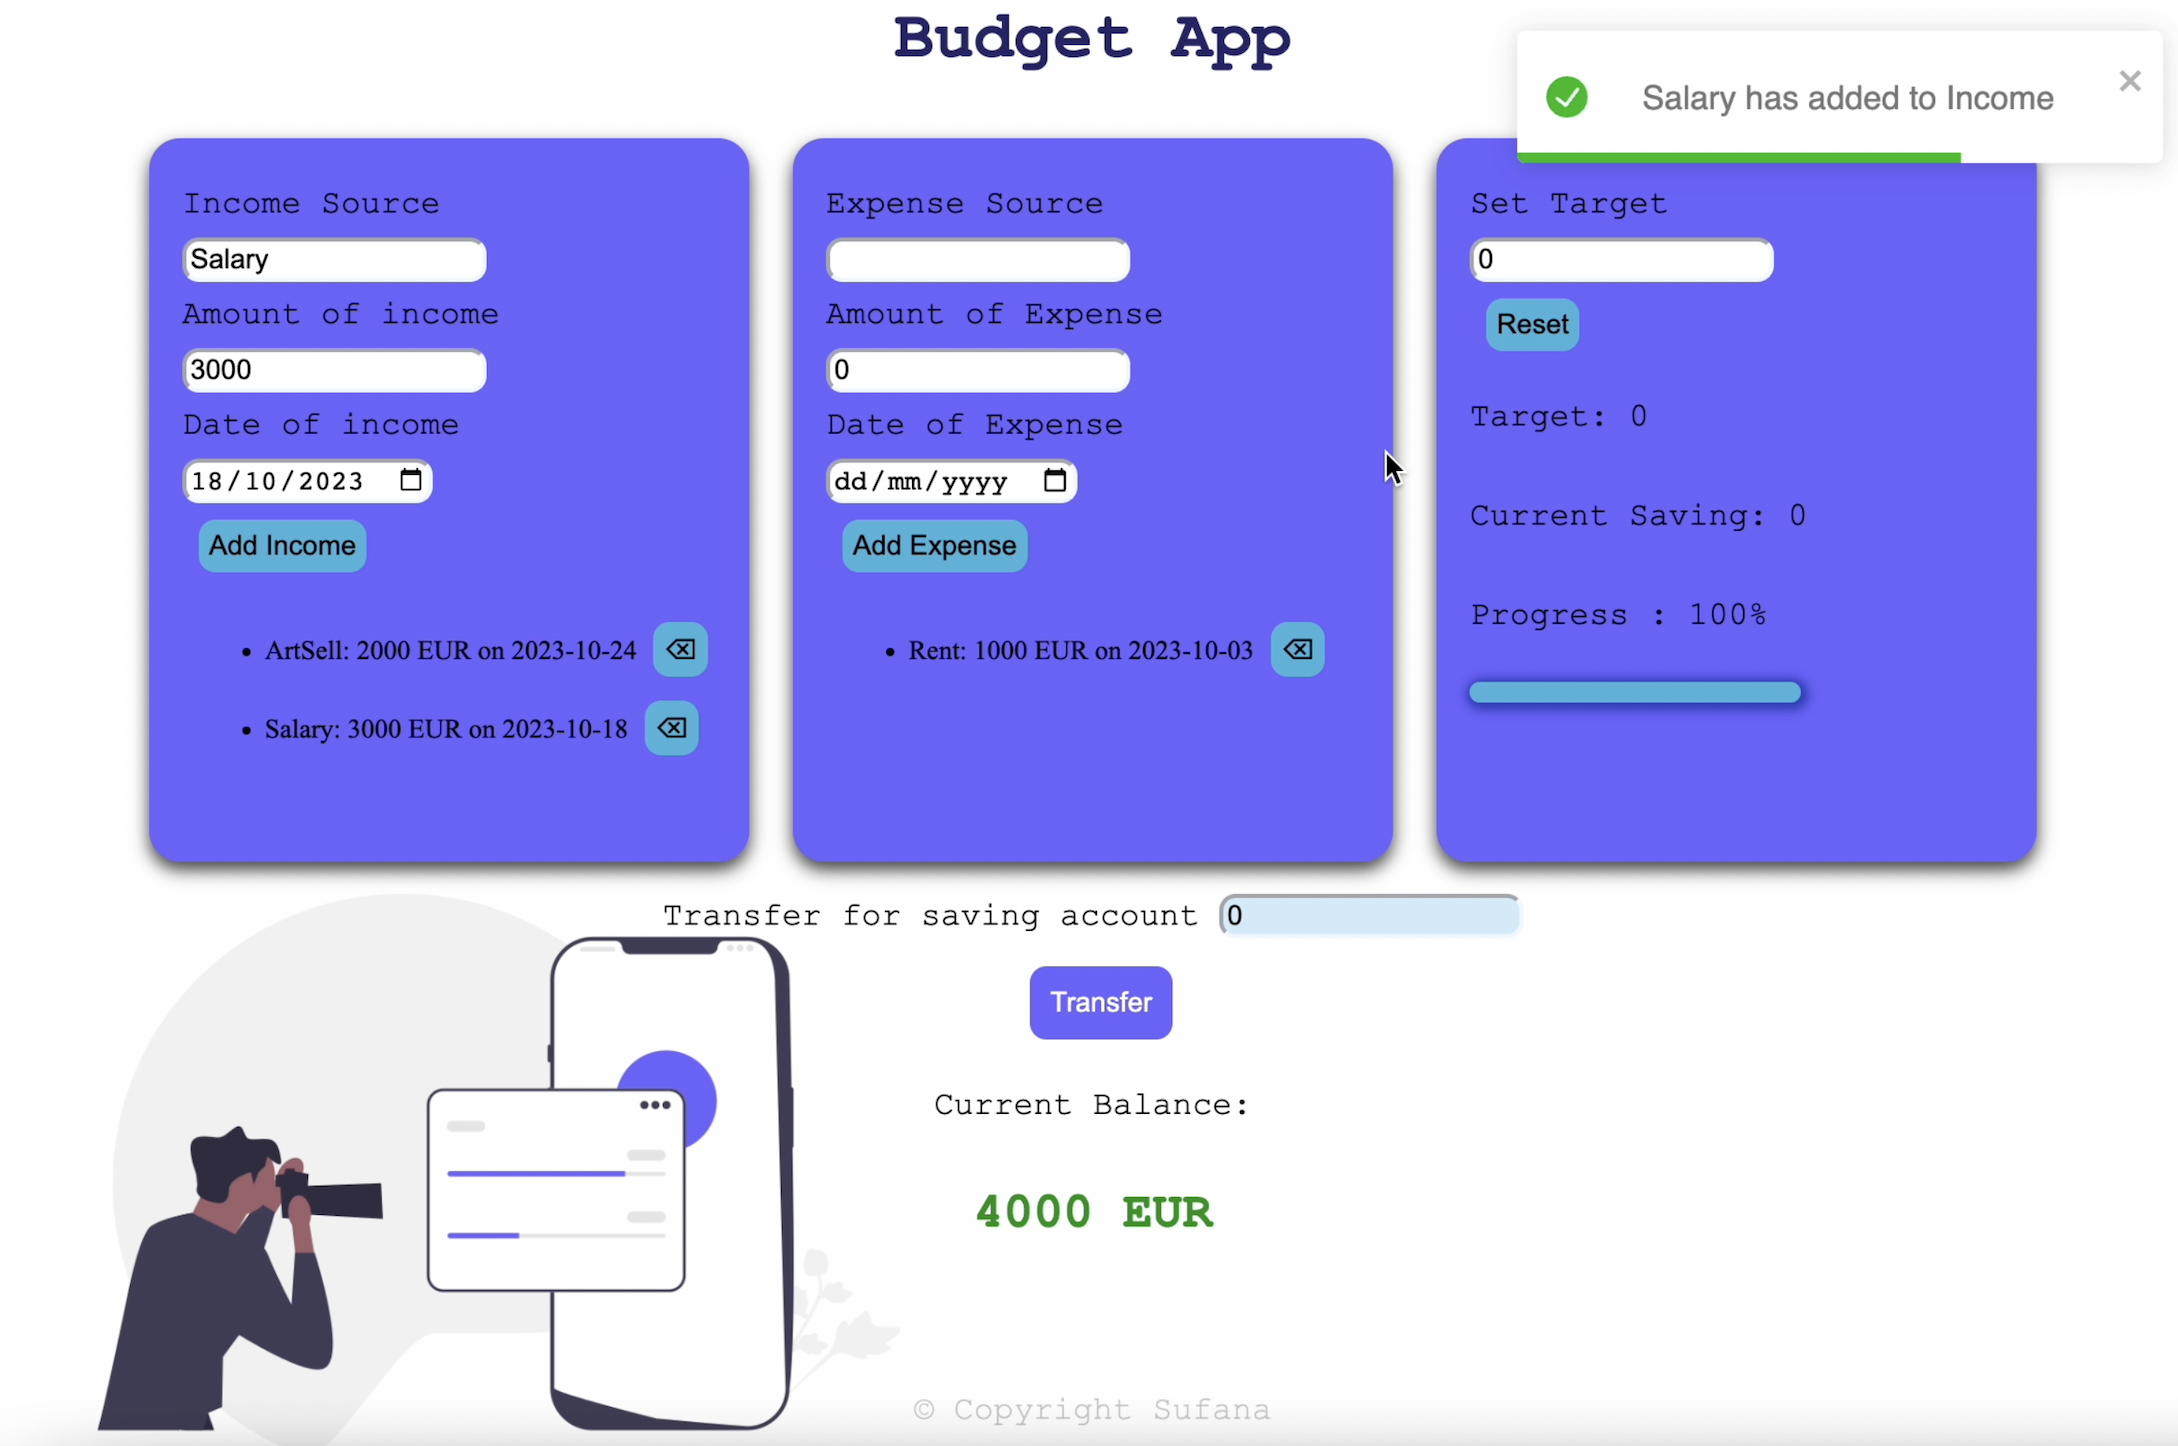 Budget App
Salary has added to Income
Income Source
Salary
Amount of income
3000
Date of income
18/10/2023
Add Income
ArtSell: 2000 EUR on 2023-10-24
Salary: 3000 EUR on 2023-10-18
Expense Source
Amount of Expense
0
Date of Expense
dd/mm/yyyy
Add Expense
Rent: 1000 EUR on 2023-10-03
Set Target
0
Reset
Target: 0
Current Saving: 0
Progress : 100%
Transfer for saving account 0
Transfer
Current Balance:
4000 EUR
© Copyright Sufana